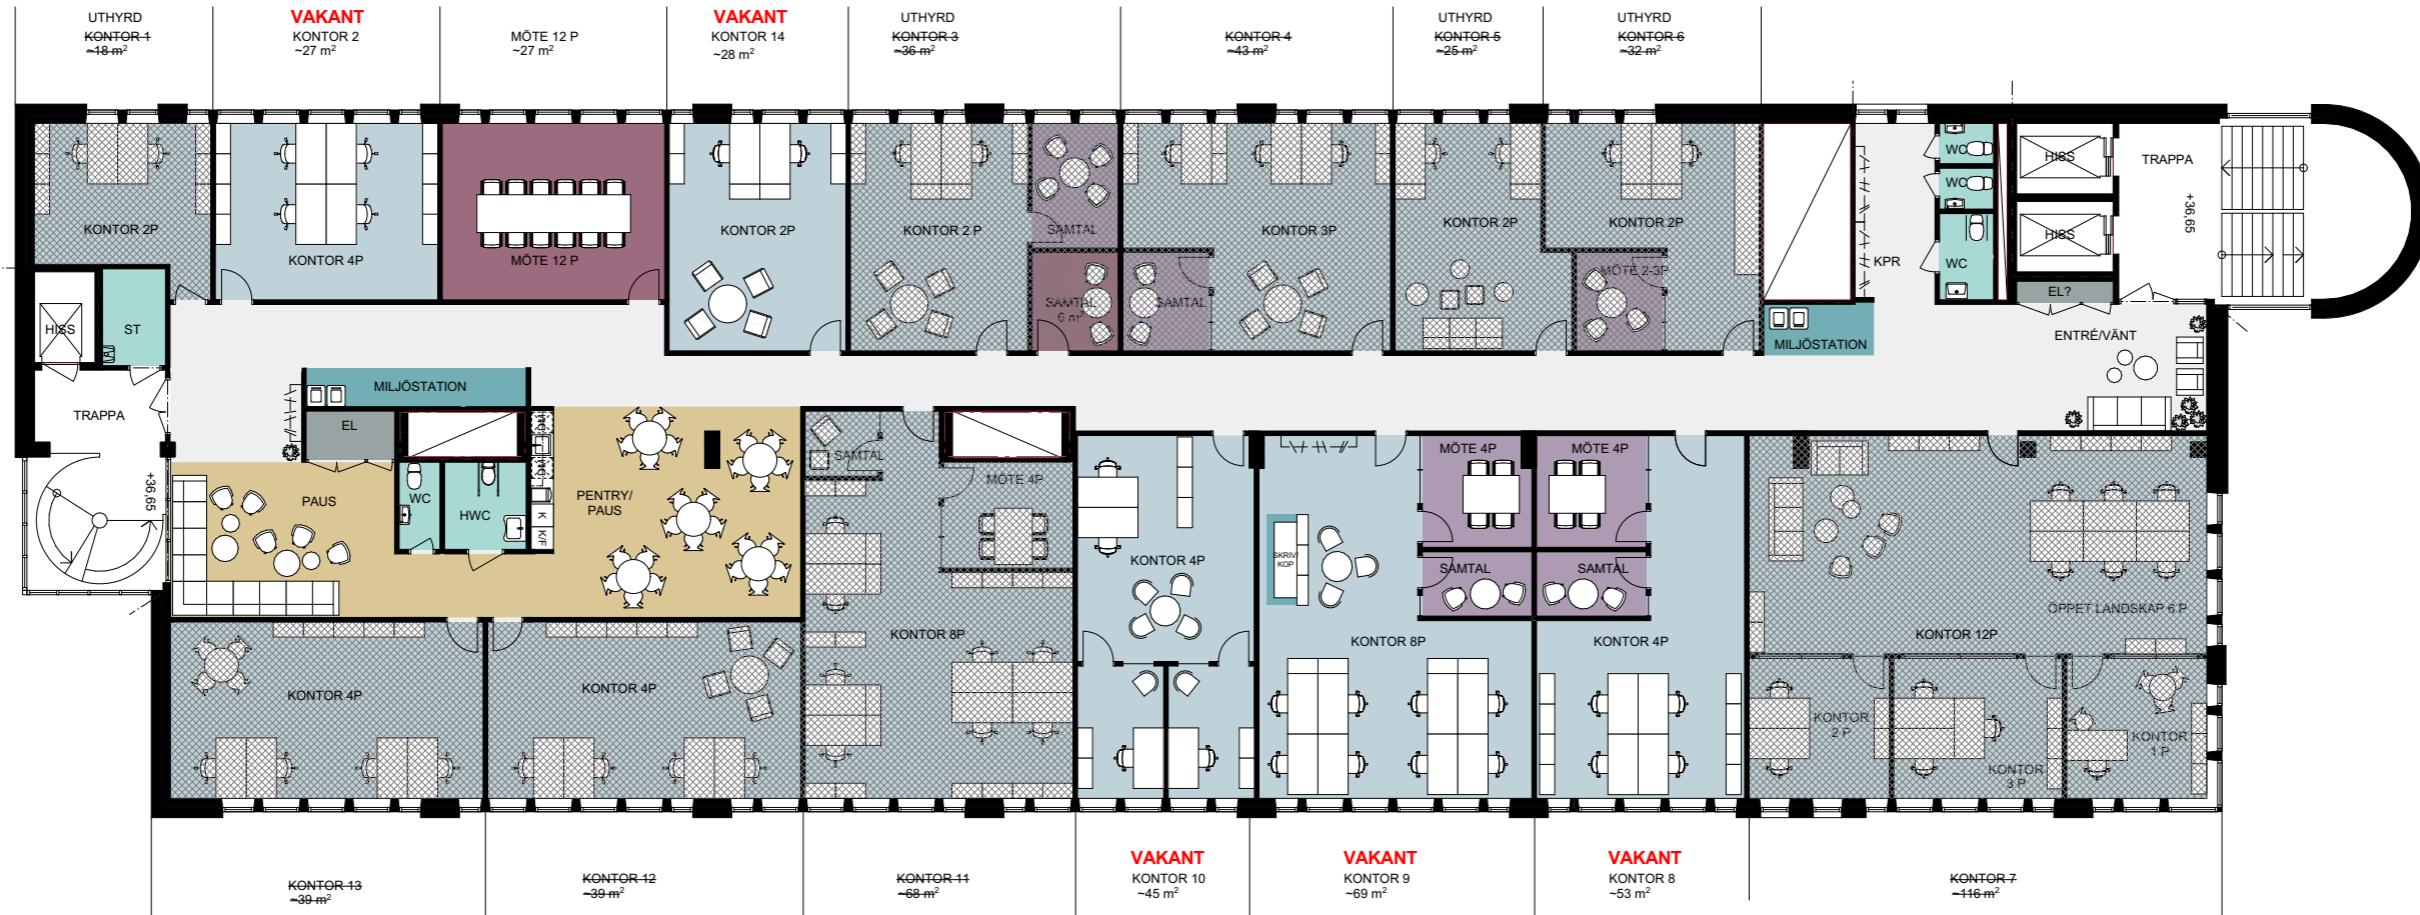 UTHYRD
KONTOR 1
~18 m²
VAKANT
KONTOR 2
~27 m²
MÖTE 12 P
~27 m²
VAKANT
KONTOR 14
~28 m²
UTHYRD
KONTOR 3
~36 m²
KONTOR 4
~43 m²
UTHYRD
KONTOR 5
~25 m²
UTHYRD
KONTOR 6
~32 m²
KONTOR 2P
KONTOR 4P
MÖTE 12 P
KONTOR 2P
KONTOR 2 P
SAMTAL
SAMTAL
6 m²
KONTOR 3P
SAMTAL
KONTOR 2P
KONTOR 2P
MÖTE 2-3P
KPR
WC
WC
WC
HISS
HISS
TRAPPA
+36,65
EL?
ENTRÉ/VÄNT
MILJÖSTATION
HISS
ST
TRAPPA
+36,65
MILJÖSTATION
EL
PAUS
WC
HWC
K
K/F
PENTRY/
PAUS
SAMTAL
MÖTE 4P
KONTOR 8P
KONTOR 4P
SKRIV/
KOP
MÖTE 4P
SAMTAL
KONTOR 8P
MÖTE 4P
SAMTAL
KONTOR 4P
ÖPPET LANDSKAP 6 P
KONTOR 12P
KONTOR
2 P
KONTOR
3 P
KONTOR
1 P
KONTOR 4P
KONTOR 4P
KONTOR 13
~39 m²
KONTOR 12
~39 m²
KONTOR 11
~68 m²
VAKANT
KONTOR 10
~45 m²
VAKANT
KONTOR 9
~69 m²
VAKANT
KONTOR 8
~53 m²
KONTOR 7
~116 m²